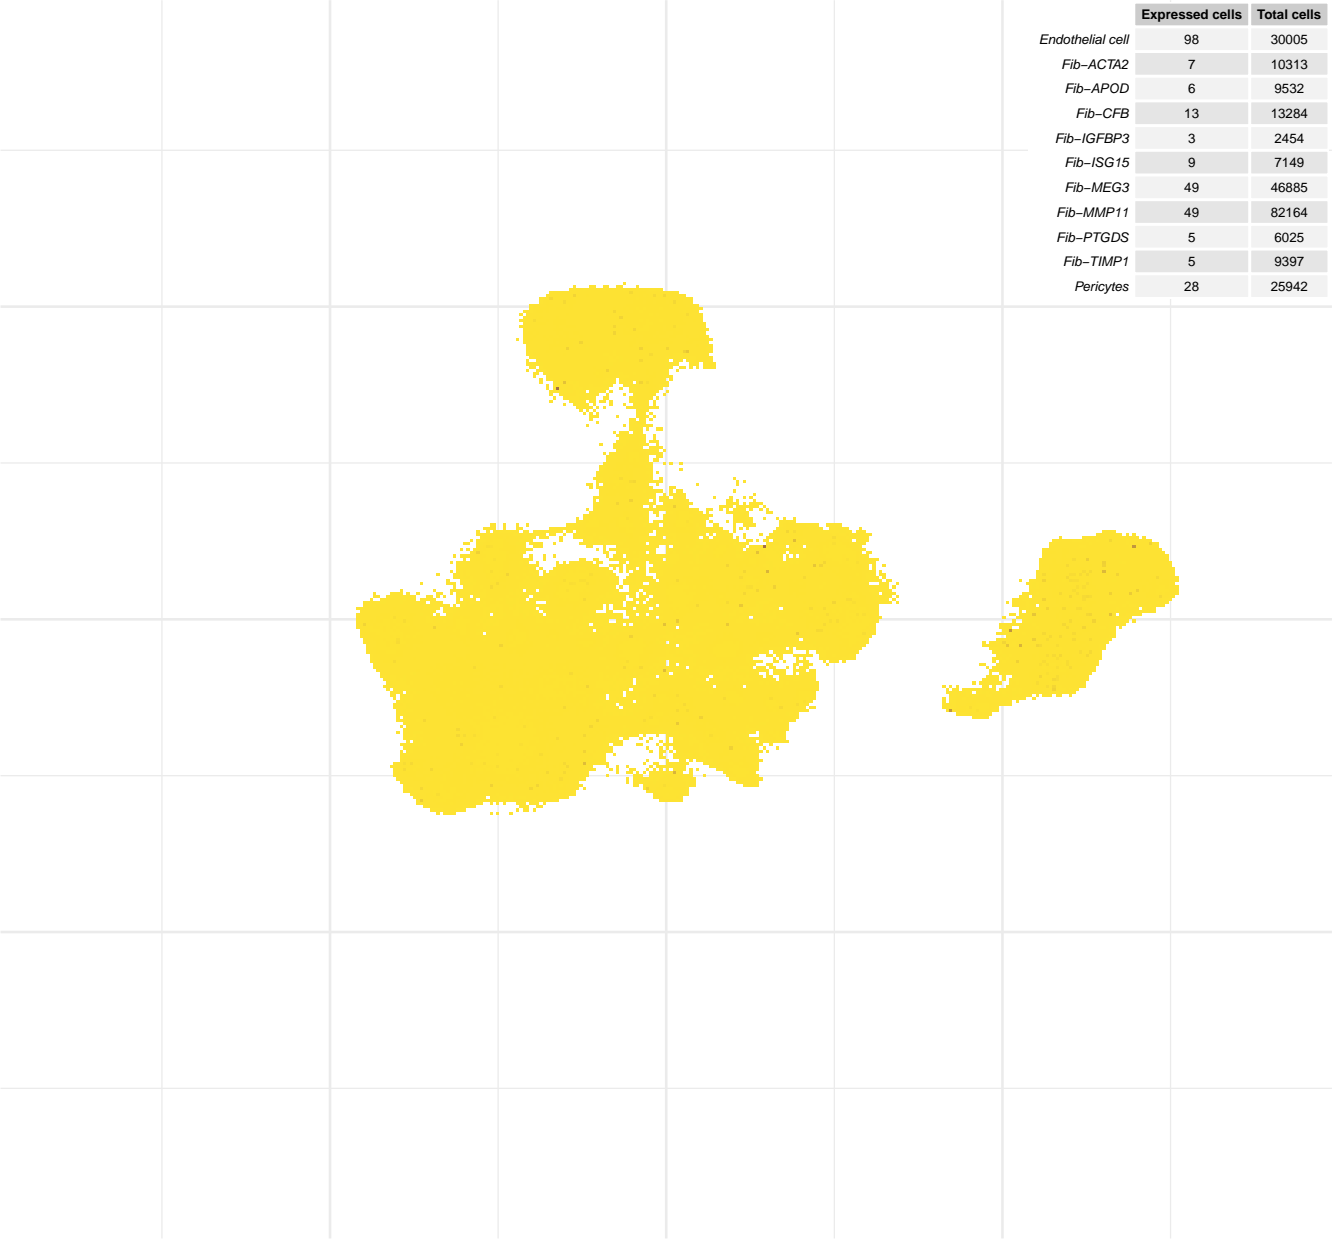 Expressed cells Total cells
Endothelial cell 98 30005
Fib−ACTA2 7 10313
Fib−APOD 6 9532
Fib−CFB 13 13284
Fib−IGFBP3 3 2454
Fib−ISG15 9 7149
Fib−MEG3 49 46885
Fib−MMP11 49 82164
Fib−PTGDS 5 6025
Fib−TIMP1 5 9397
Pericytes 28 25942